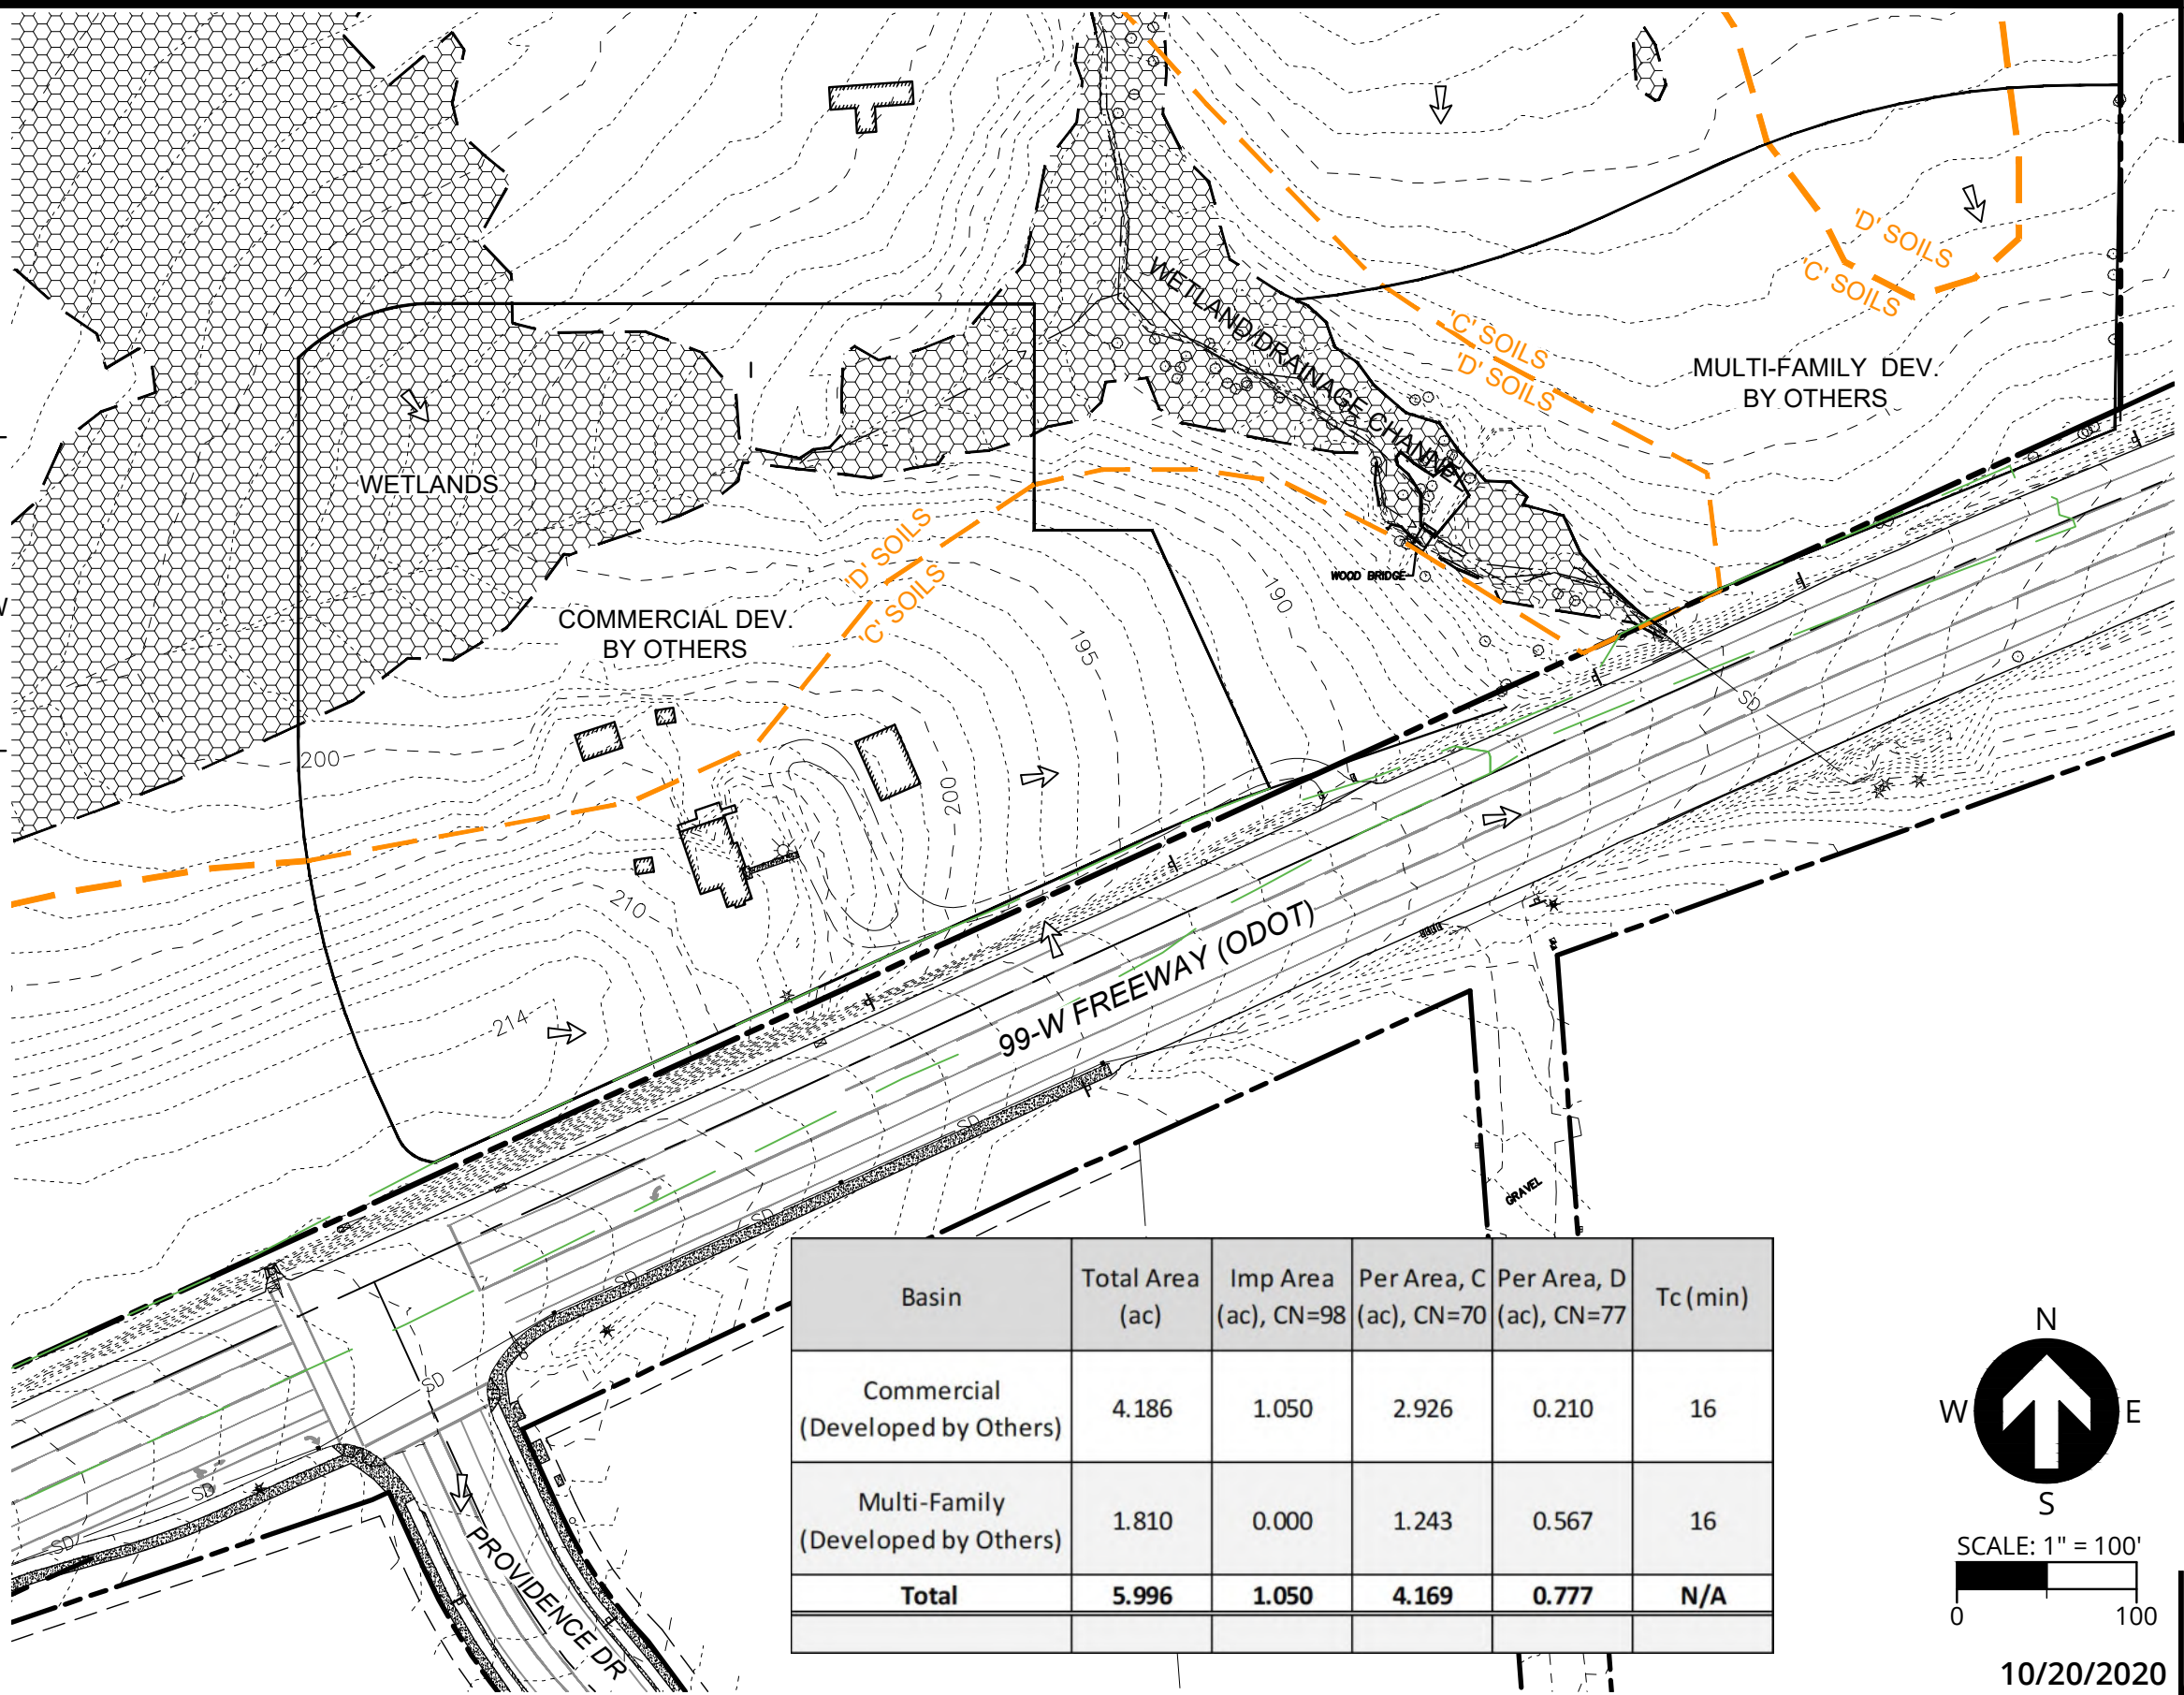 WETLAND/DRAINAGE CHANNEL
'D' SOILS
'C' SOILS
'C' SOILS
'D' SOILS
MULTI-FAMILY DEV.
BY OTHERS
WETLANDS
'D' SOILS
'C' SOILS
WOOD BRIDGE
190
COMMERCIAL DEV.
BY OTHERS
195
SD
200
200
210
214
99-W FREEWAY (ODOT)
SD
GRAVEL
SD
SD
SD
SD
SD
PROVIDENCE DR
Basin
Total Area (ac)
Imp Area (ac), CN=98
Per Area, C (ac), CN=70
Per Area, D (ac), CN=77
Tc (min)
Commercial (Developed by Others) 4.186 1.050 2.926 0.210 16
Multi-Family (Developed by Others) 1.810 0.000 1.243 0.567 16
Total 5.996 1.050 4.169 0.777 N/A
N
W E
S
SCALE: 1" = 100'
0 100
10/20/2020